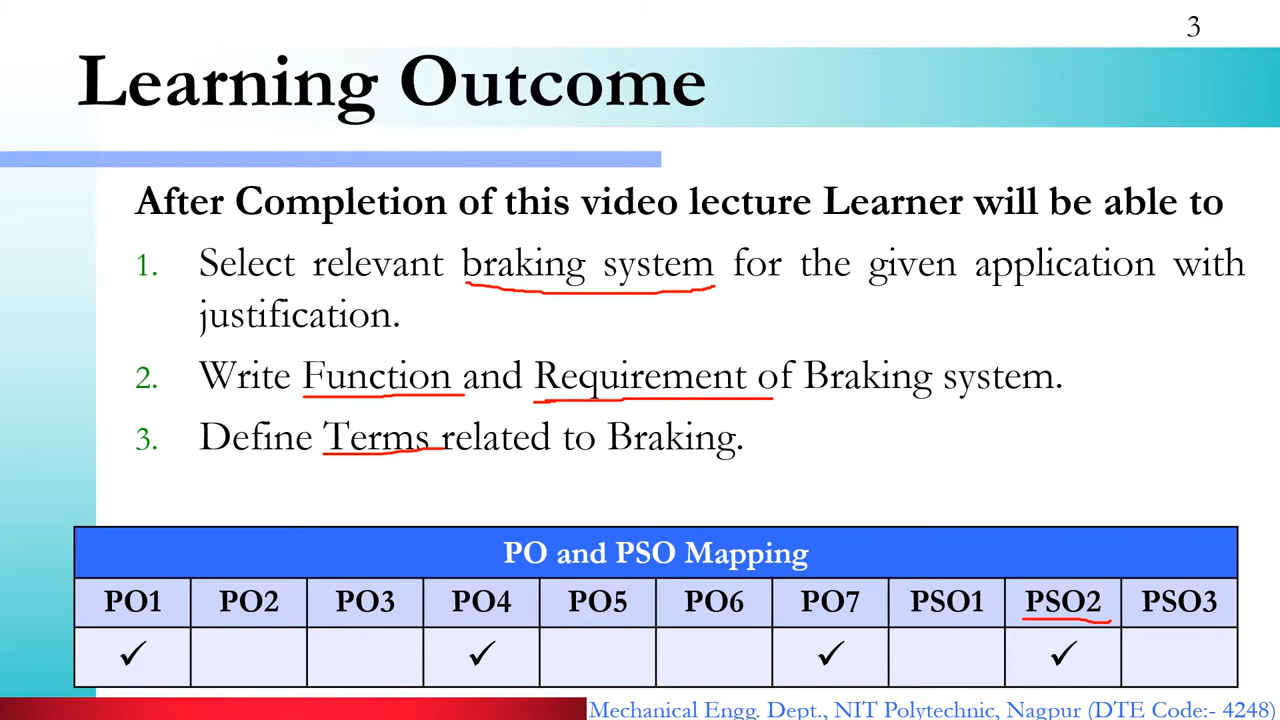 3
Learning Outcome
After Completion of this video lecture Learner will be able to
1. Select relevant braking system for the given application with
justification.
2. Write Function and Requirement of Braking system.
3. Define Terms related to Braking.
PO and PSO Mapping
PO1 PO2 PO3 PO4 PO5 PO6 PO7 PSO1 PSO2 PSO3
✓ ✓ ✓ ✓
Mechanical Engg. Dept., NIT Polytechnic, Nagpur (DTE Code:- 4248)